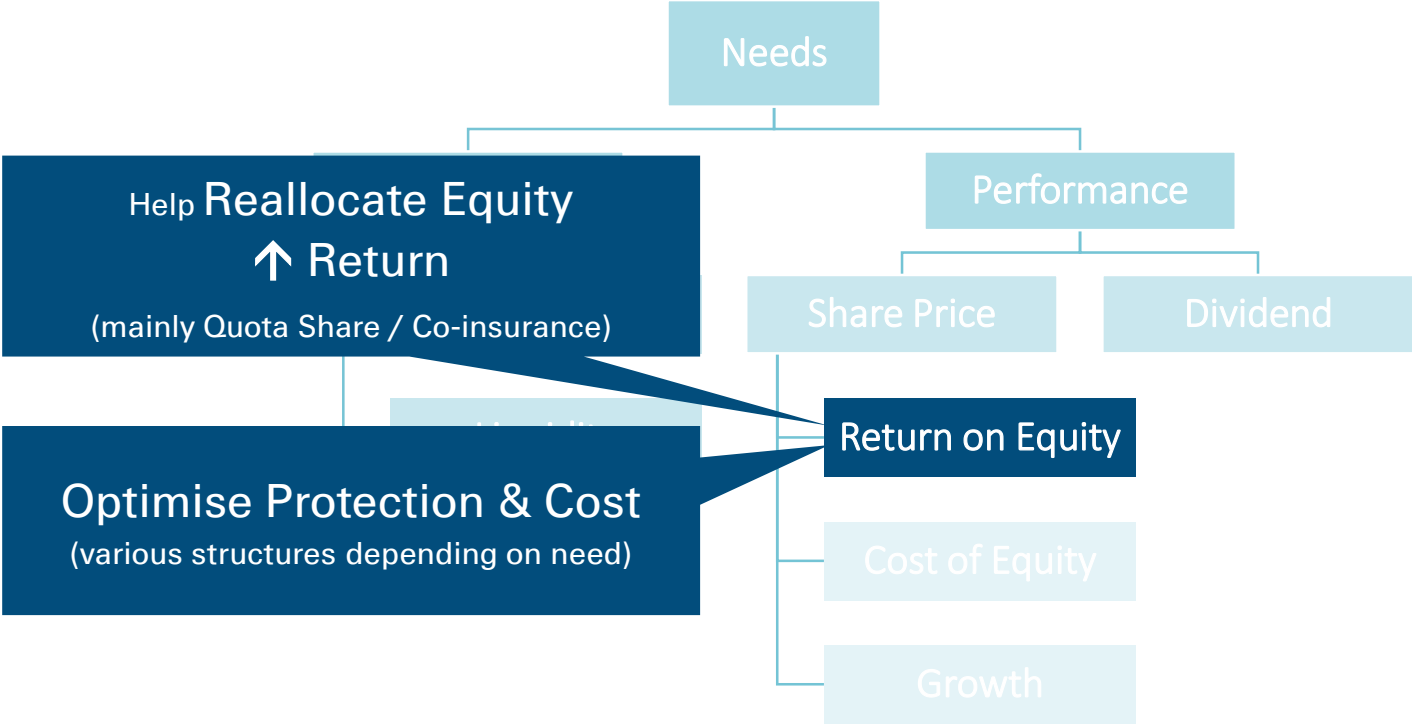 Needs
Help Reallocate Equity
↑ Return
(mainly Quota Share / Co-insurance)
Performance
Share Price
Dividend
Return on Equity
Optimise Protection & Cost
(various structures depending on need)
Cost of Equity
Growth